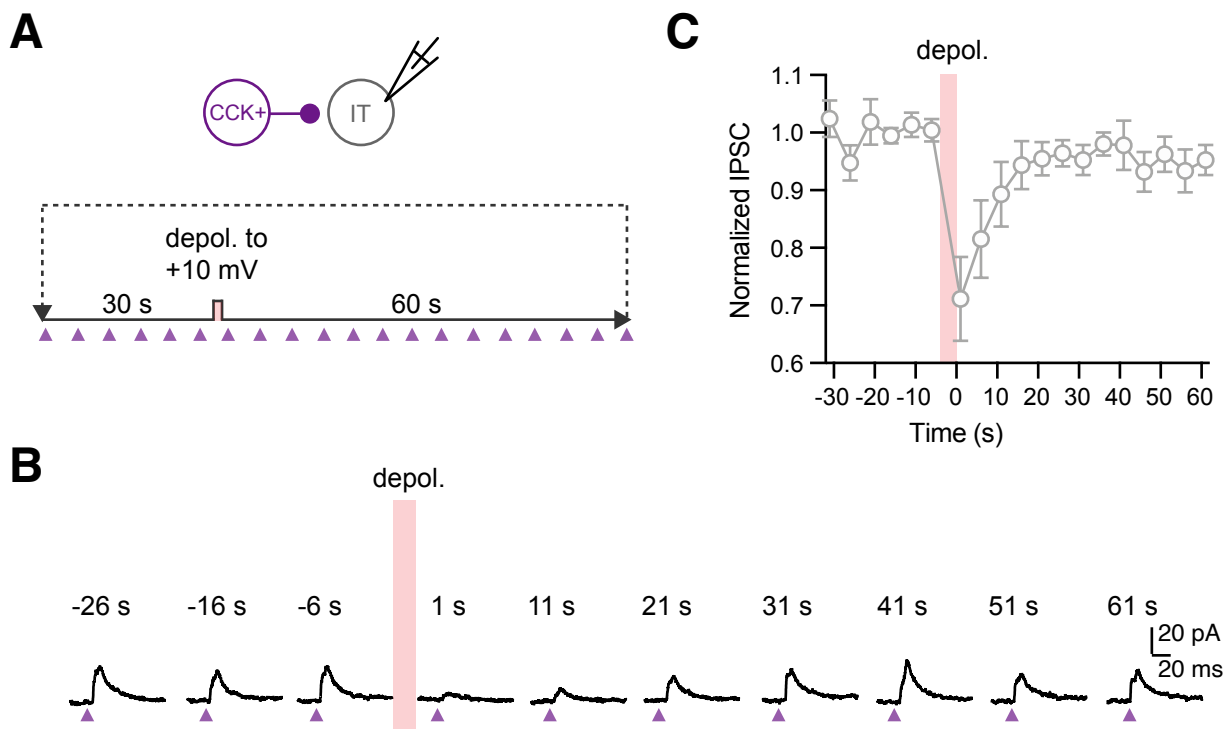 A
CCK+
IT
depol. to
+10 mV
30 s
60 s
C
depol.
Normalized IPSC
1.1
1.0
0.9
0.8
0.7
0.6
-30 -20 -10 0 10 20 30 40 50 60
Time (s)
B
depol.
-26 s -16 s -6 s 1 s 11 s 21 s 31 s 41 s 51 s 61 s
20 pA
20 ms